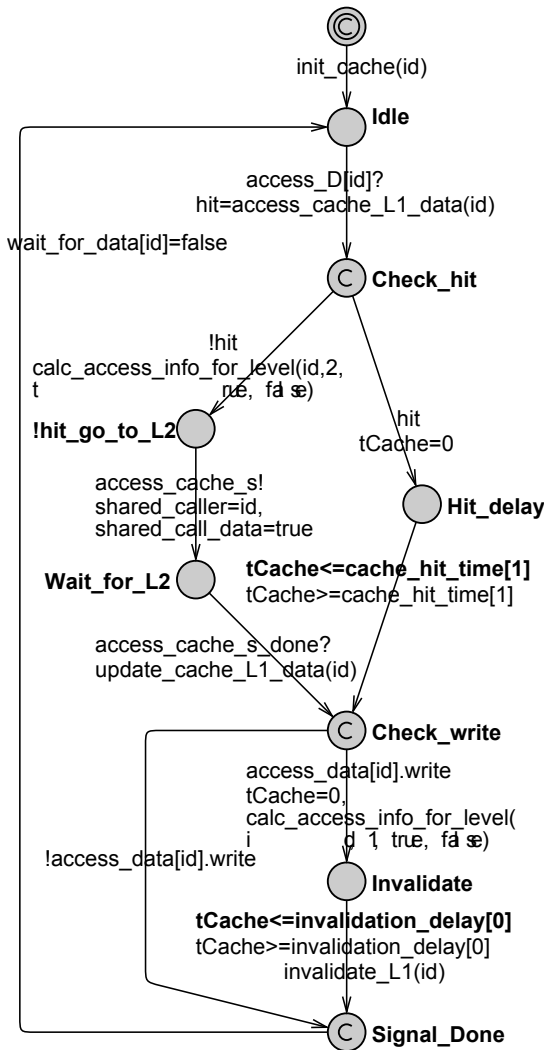 C
init_cache(id)
Idle
access_D[id]?
hit=access_cache_L1_data(id)
wait_for_data[id]=false
C
Check_hit
!hit
calc_access_info_for_level(id,2,
true, false)
hit
tCache=0
!hit_go_to_L2
access_cache_s!
shared_caller=id,
shared_call_data=true
Hit_delay
Wait_for_L2
tCache<=cache_hit_time[1]
tCache>=cache_hit_time[1]
access_cache_s_done?
update_cache_L1_data(id)
C
Check_write
access_data[id].write
tCache=0,
calc_access_info_for_level(
id, 1, true, false)
!access_data[id].write
Invalidate
tCache<=invalidation_delay[0]
tCache>=invalidation_delay[0]
invalidate_L1(id)
C
Signal_Done